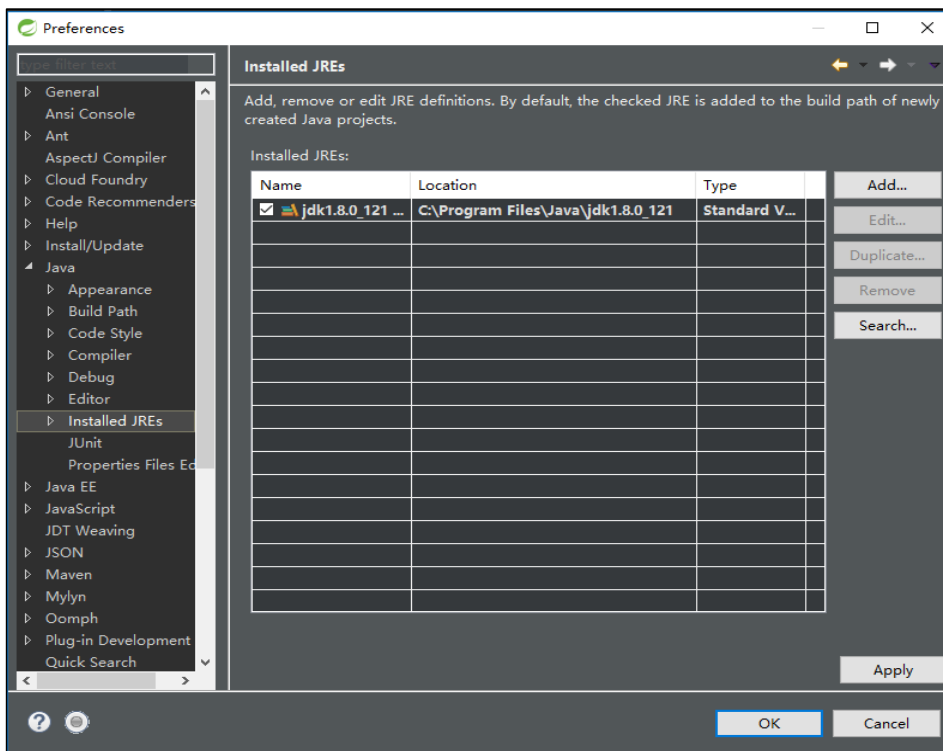 Preferences
type filter text
General
Ansi Console
Ant
AspectJ Compiler
Cloud Foundry
Code Recommenders
Help
Install/Update
Java
Appearance
Build Path
Code Style
Compiler
Debug
Editor
Installed JREs
JUnit
Properties Files Ed
Java EE
JavaScript
JDT Weaving
JSON
Maven
Mylyn
Oomph
Plug-in Development
Quick Search
Installed JREs
Add, remove or edit JRE definitions. By default, the checked JRE is added to the build path of newly
created Java projects.
Installed JREs:
Name Location Type
jdk1.8.0_121 ... C:\Program Files\Java\jdk1.8.0_121 Standard V...
Add...
Edit...
Duplicate...
Remove
Search...
Apply
OK Cancel